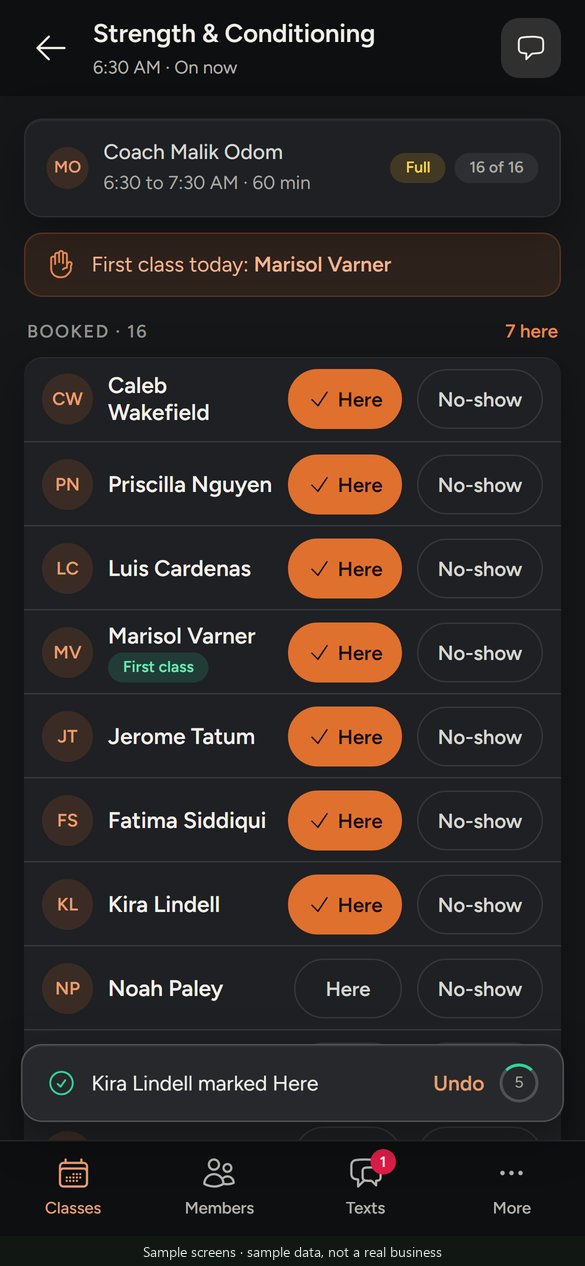 Strength & Conditioning
6:30 AM · On now
MO
Coach Malik Odom
6:30 to 7:30 AM · 60 min
Full
16 of 16
First class today: Marisol Varner
BOOKED · 16
7 here
CW
Caleb
Wakefield
Here
No-show
PN
Priscilla Nguyen
Here
No-show
LC
Luis Cardenas
Here
No-show
MV
Marisol Varner
First class
Here
No-show
JT
Jerome Tatum
Here
No-show
FS
Fatima Siddiqui
Here
No-show
KL
Kira Lindell
Here
No-show
NP
Noah Paley
Here
No-show
Kira Lindell marked Here
Undo
5
1
Classes
Members
Texts
More
Sample screens · sample data, not a real business